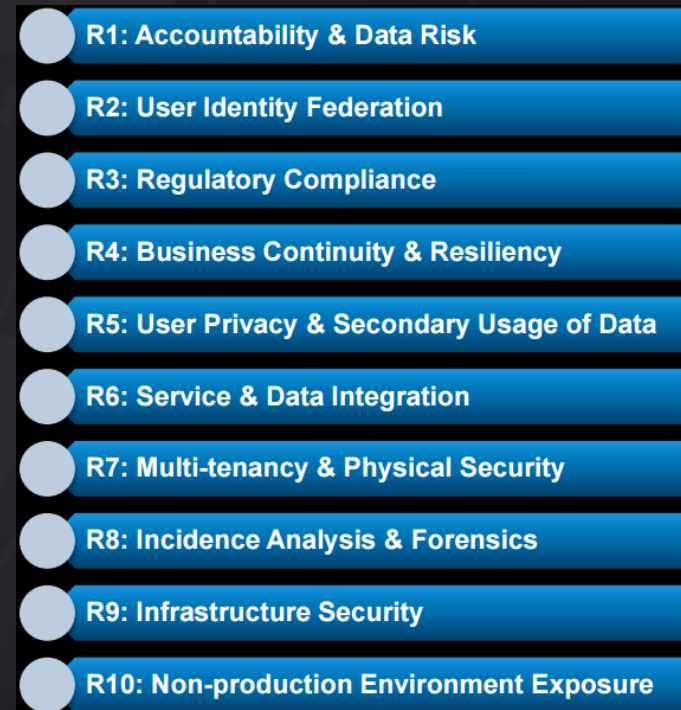 R1: Accountability & Data Risk
R2: User Identity Federation
R3: Regulatory Compliance
R4: Business Continuity & Resiliency
R5: User Privacy & Secondary Usage of Data
R6: Service & Data Integration
R7: Multi-tenancy & Physical Security
R8: Incidence Analysis & Forensics
R9: Infrastructure Security
R10: Non-production Environment Exposure